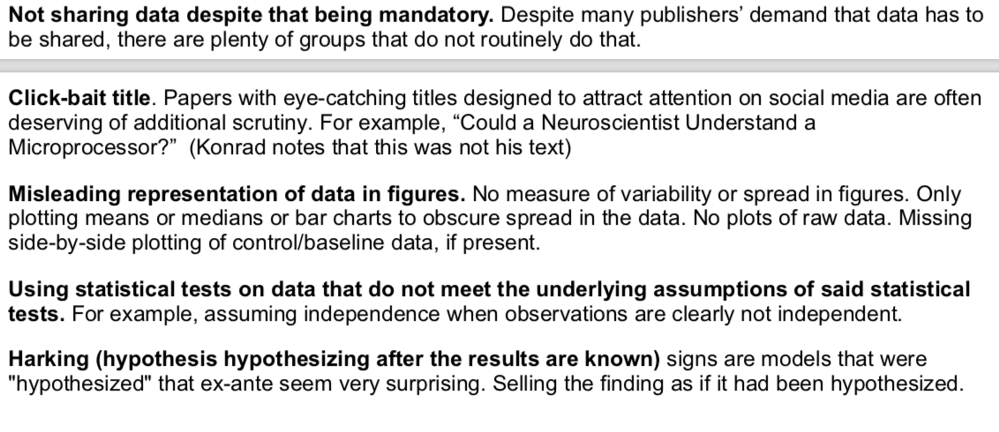 Not sharing data despite that being mandatory. Despite many publishers’ demand that data has to
be shared, there are plenty of groups that do not routinely do that.
Click-bait title. Papers with eye-catching titles designed to attract attention on social media are often
deserving of additional scrutiny. For example, “Could a Neuroscientist Understand a
Microprocessor?” (Konrad notes that this was not his text)
Misleading representation of data in figures. No measure of variability or spread in figures. Only
plotting means or medians or bar charts to obscure spread in the data. No plots of raw data. Missing
side-by-side plotting of control/baseline data, if present.
Using statistical tests on data that do not meet the underlying assumptions of said statistical
tests. For example, assuming independence when observations are clearly not independent.
Harking (hypothesis hypothesizing after the results are known) signs are models that were
"hypothesized" that ex-ante seem very surprising. Selling the finding as if it had been hypothesized.